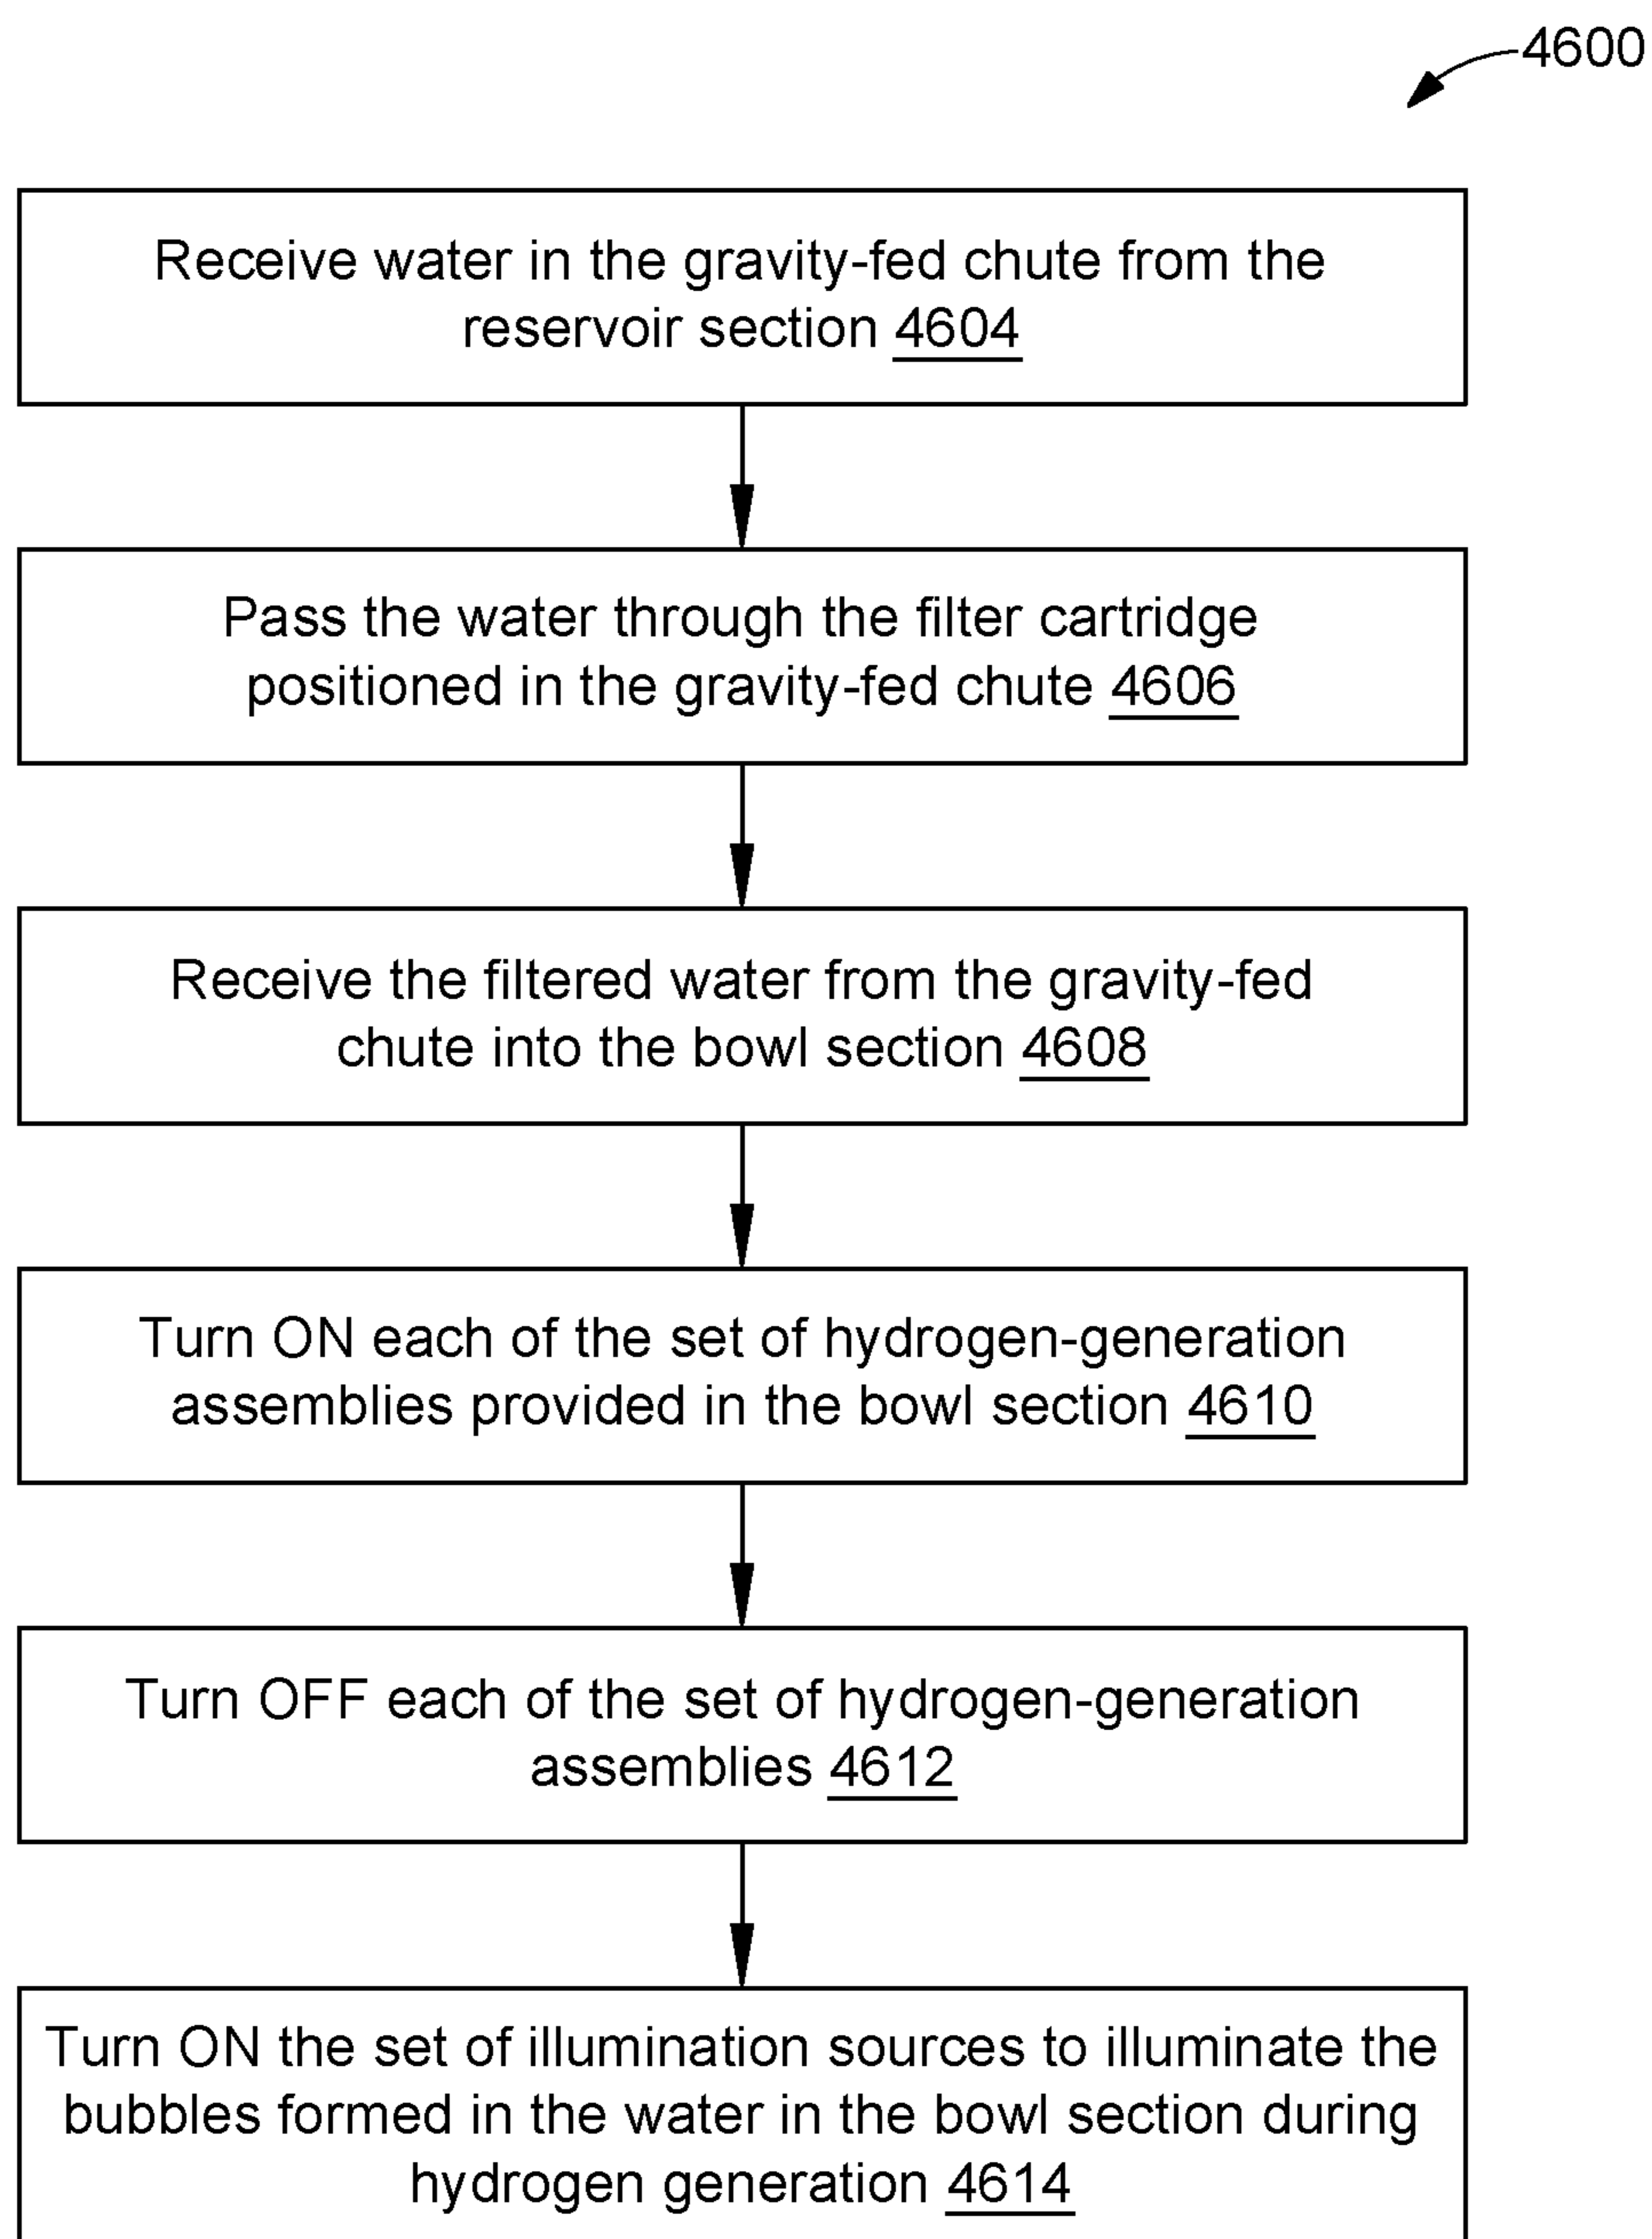 4600
Receive water in the gravity-fed chute from the
reservoir section 4604
Pass the water through the filter cartridge
positioned in the gravity-fed chute 4606
Receive the filtered water from the gravity-fed
chute into the bowl section 4608
Turn ON each of the set of hydrogen-generation
assemblies provided in the bowl section 4610
Turn OFF each of the set of hydrogen-generation
assemblies 4612
Turn ON the set of illumination sources to illuminate the
bubbles formed in the water in the bowl section during
hydrogen generation 4614